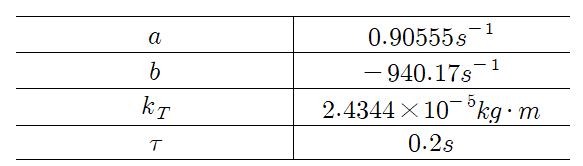 a 0.90555s⁻¹
b −940.17s⁻¹
k_T 2.4344×10⁻⁵kg·m
τ 0.2s